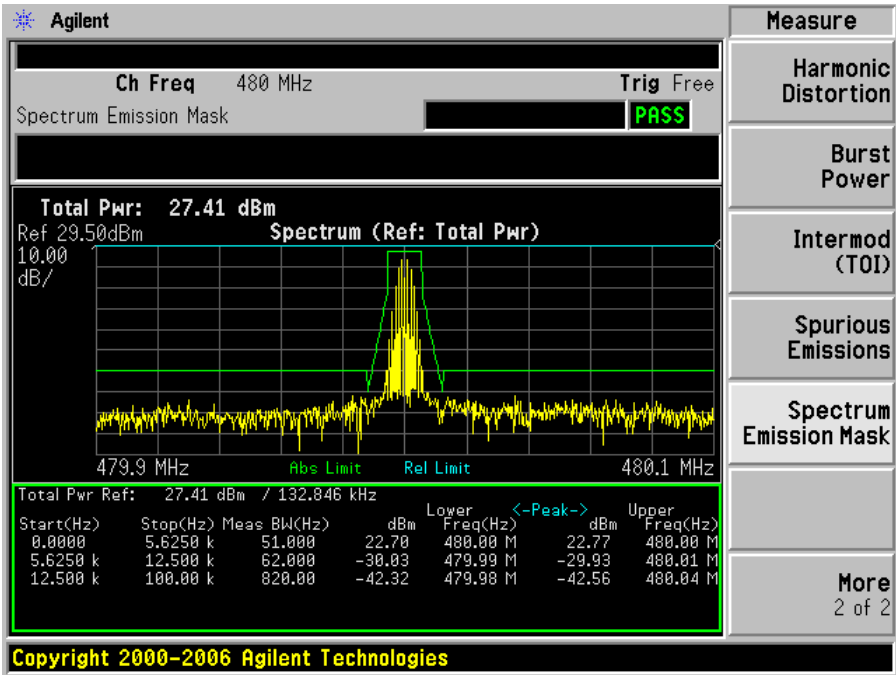 Agilent
Measure
Ch Freq 480 MHz Trig Free
Spectrum Emission Mask PASS
Total Pwr: 27.41 dBm
Ref 29.50dBm Spectrum (Ref: Total Pwr)
10.00
dB/
479.9 MHz Abs Limit Rel Limit 480.1 MHz
Total Pwr Ref: 27.41 dBm / 132.846 kHz
Lower <-Peak-> Upper
Start(Hz) Stop(Hz) Meas BW(Hz) dBm Freq(Hz) dBm Freq(Hz)
0.0000 5.6250 k 51.000 22.70 480.00 M 22.77 480.00 M
5.6250 k 12.500 k 62.000 -30.03 479.99 M -29.93 480.01 M
12.500 k 100.00 k 820.00 -42.32 479.98 M -42.56 480.04 M
Harmonic
Distortion
Burst
Power
Intermod
(TOI)
Spurious
Emissions
Spectrum
Emission Mask
More
2 of 2
Copyright 2000-2006 Agilent Technologies